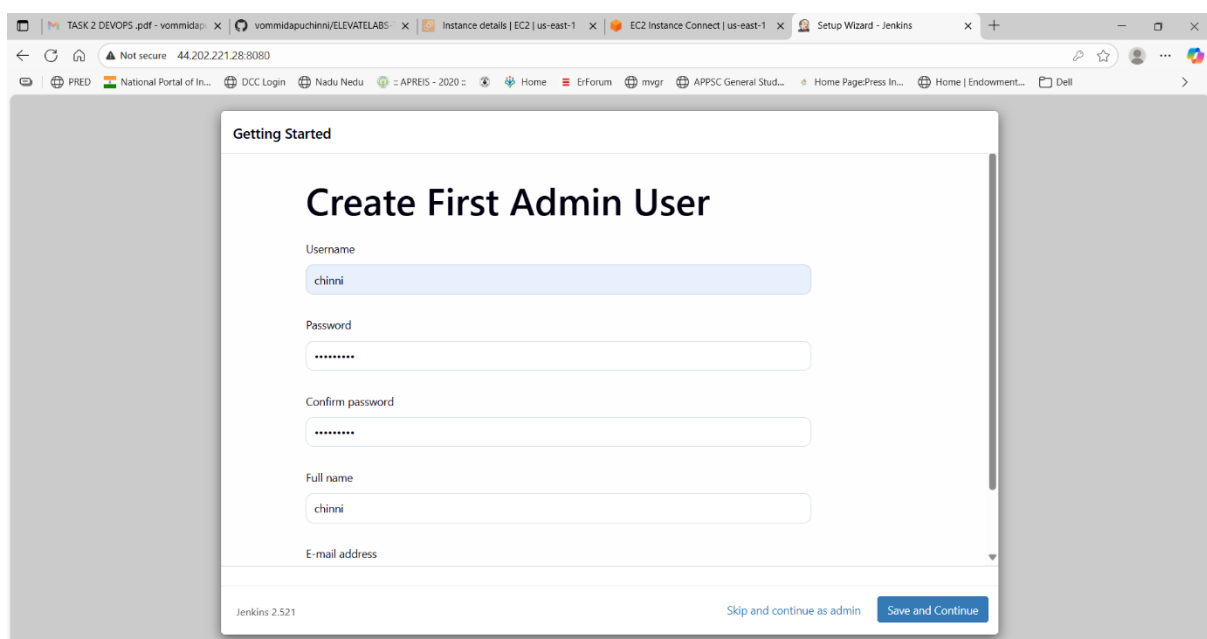 TASK 2 DEVOPS .pdf - vommidap
vommidapuchinni/ELEVATELABS-
Instance details | EC2 | us-east-1
EC2 Instance Connect | us-east-1
Setup Wizard - Jenkins
Not secure 44.202.221.28:8080
PRED
National Portal of In...
DCC Login
Nadu Nedu
:: APREIS - 2020 ::
Home
ErForum
mvgr
APPSC General Stud...
Home Page:Press In...
Home | Endowment...
Dell
Getting Started
Create First Admin User
Username
chinni
Password
•••••••••
Confirm password
•••••••••
Full name
chinni
E-mail address
Jenkins 2.521
Skip and continue as admin
Save and Continue